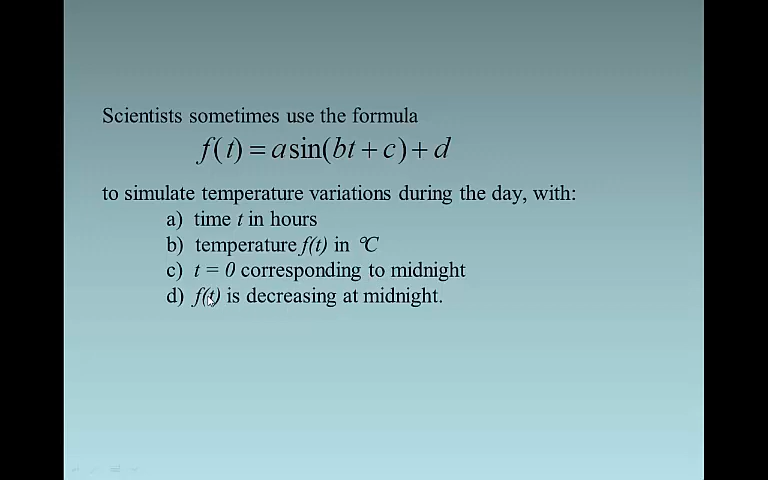 Scientists sometimes use the formula
f(t) = a sin(bt + c) + d
to simulate temperature variations during the day, with:
a) time t in hours
b) temperature f(t) in °C
c) t = 0 corresponding to midnight
d) f(t) is decreasing at midnight.